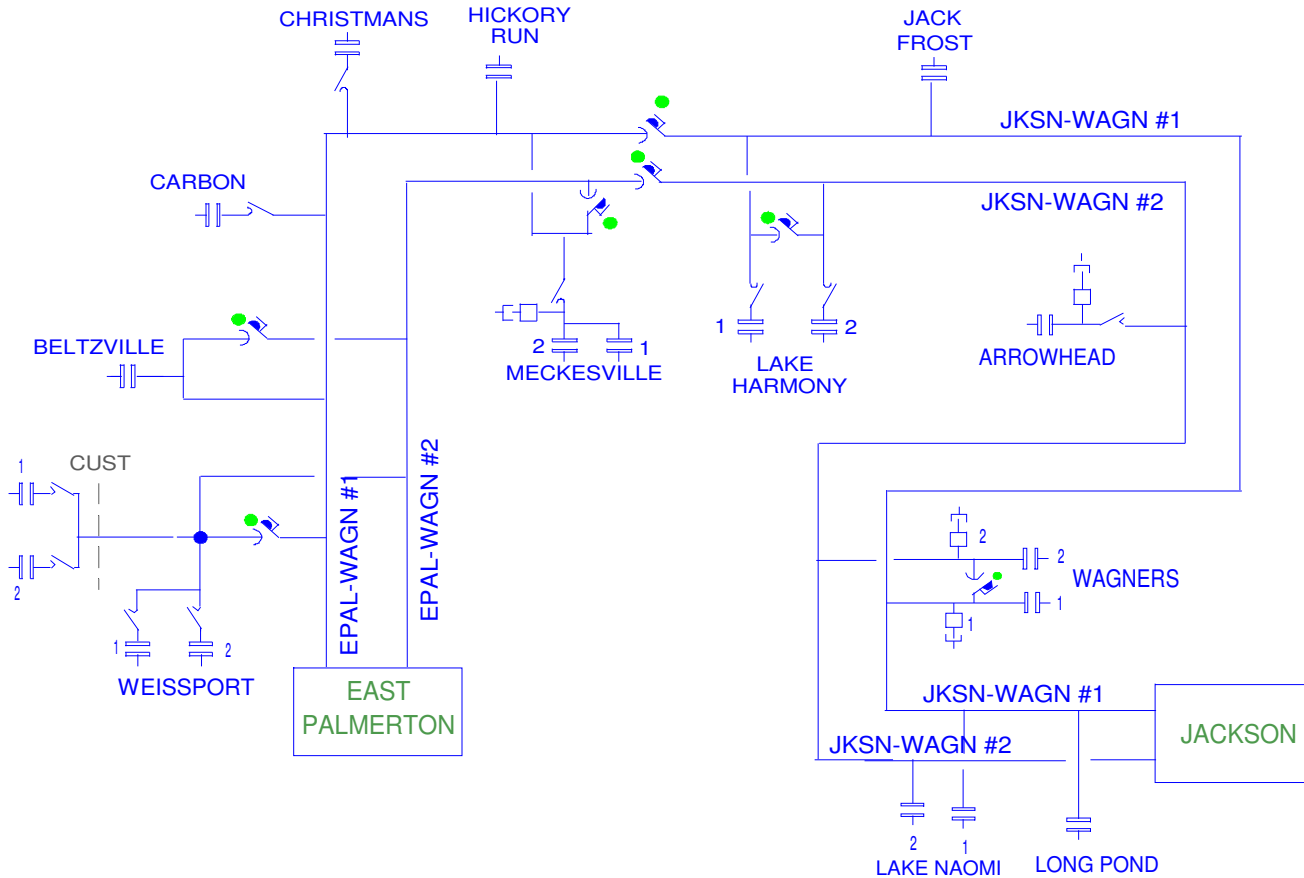 CHRISTMANS
HICKORY
RUN
JACK
FROST
JKSN-WAGN #1
CARBON
JKSN-WAGN #2
BELTZVILLE
2
1
MECKESVILLE
1
2
LAKE
HARMONY
ARROWHEAD
1
CUST
2
EPAL-WAGN #1
EPAL-WAGN #2
2
2
WAGNERS
1
1
1
2
WEISSPORT
EAST
PALMERTON
JKSN-WAGN #1
JKSN-WAGN #2
JACKSON
2
1
LAKE NAOMI
LONG POND